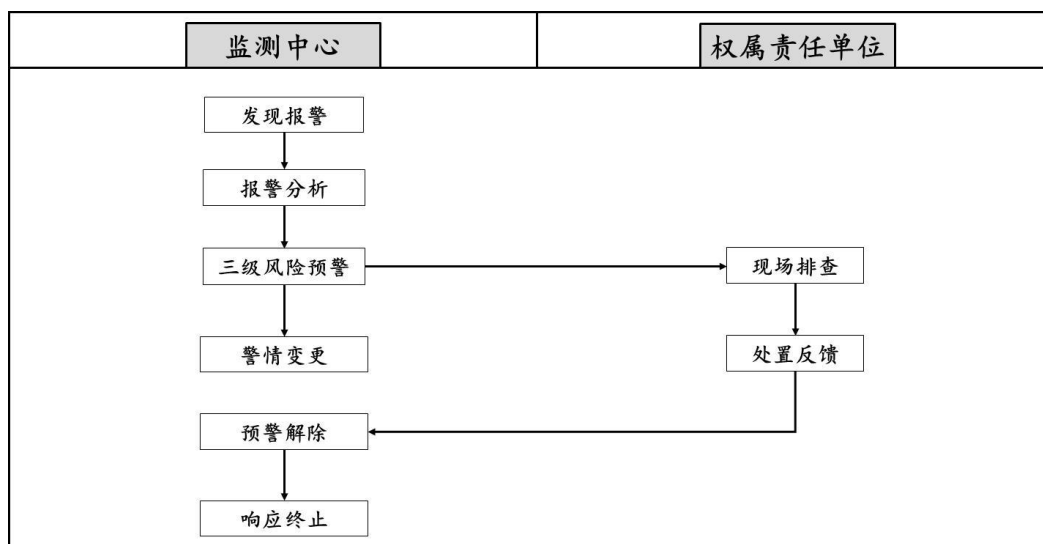 监测中心
权属责任单位
发现报警
报警分析
三级风险预警
现场排查
警情变更
处置反馈
预警解除
响应终止